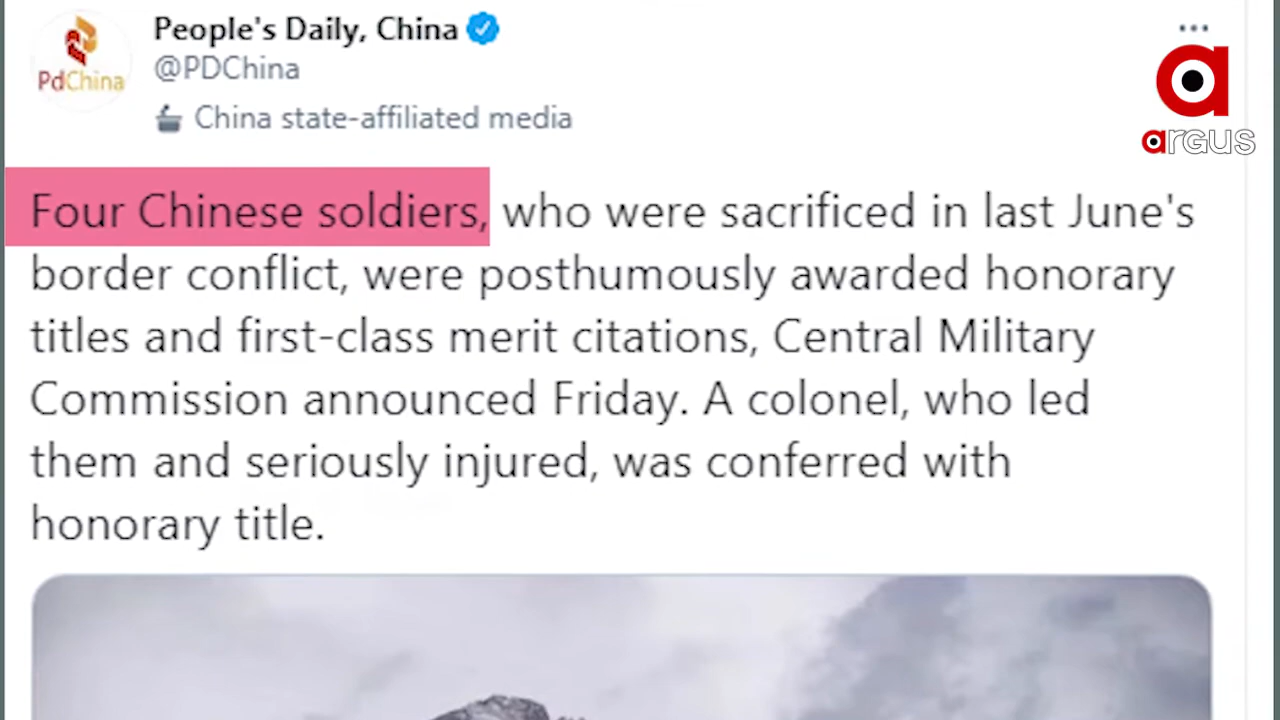 People's Daily, China
@PDChina
China state-affiliated media
PdChina
argus
Four Chinese soldiers, who were sacrificed in last June's
border conflict, were posthumously awarded honorary
titles and first-class merit citations, Central Military
Commission announced Friday. A colonel, who led
them and seriously injured, was conferred with
honorary title.